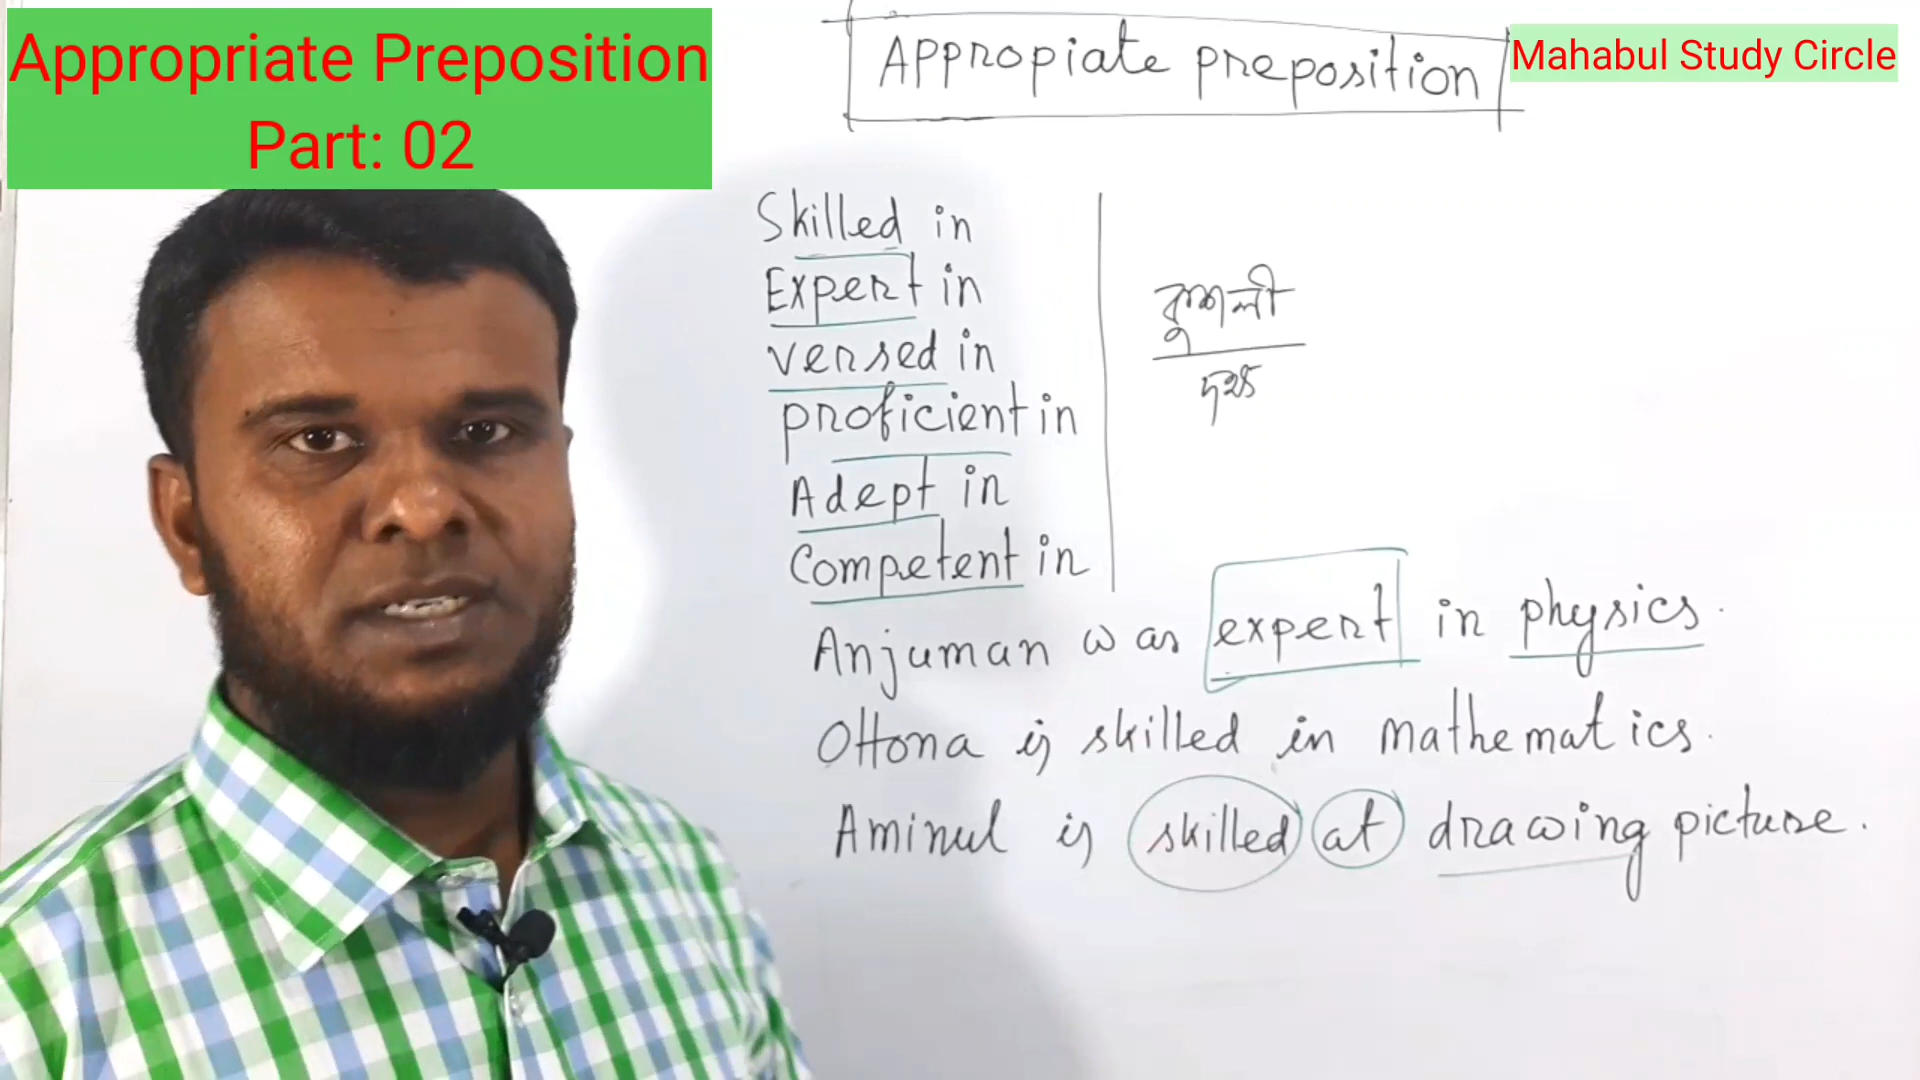 Appropriate Preposition
Part: 02
Appropiate preposition
Mahabul Study Circle
Skilled in
Expert in
versed in
proficient in
Adept in
Competent in
কুশলী
দক্ষ
Anjuman was expert in physics.
Ottona is skilled in mathematics.
Aminul is skilled at drawing picture.